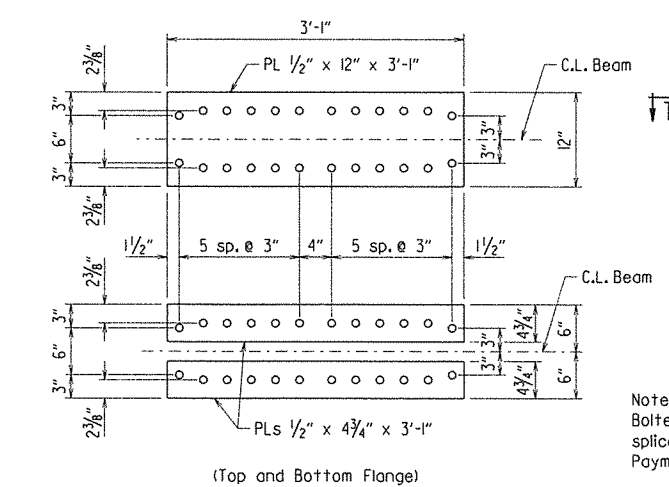 3'-1"
PL 1/2" x 12" x 3'-1"
C.L. Beam
2 3/8"
3"
6"
3"
2 3/8"
3"
3"
12"
1 1/2"
5 sp. @ 3"
4"
5 sp. @ 3"
1 1/2"
C.L. Beam
2 3/8"
3"
6"
3"
2 3/8"
3"
3"
4 3/4"
4 3/4"
6"
6"
PLs 1/2" x 4 3/4" x 3'-1"
(Top and Bottom Flange)
Note
Bolte
splice
Paym